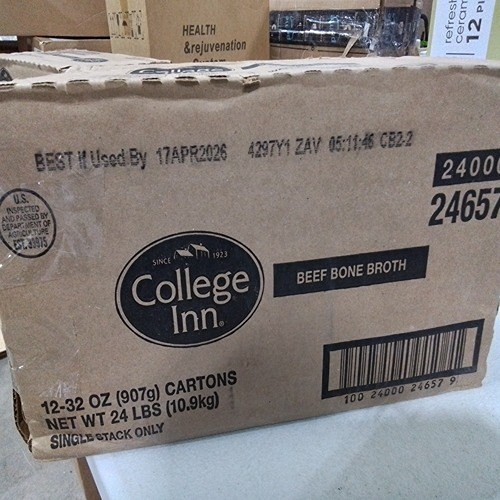 HEALTH
&rejuvenation
refresh
12
BEST If Used By 17APR2026 4297Y1 ZAV 05:11:46 CB2-2
24000
24657
U.S.
INSPECTED
AND PASSED BY
DEPARTMENT OF
AGRICULTURE
SINCE 1923
College
Inn®
BEEF BONE BROTH
12-32 OZ (907g) CARTONS
NET WT 24 LBS (10.9kg)
SINGLE STACK ONLY
100 24000 24657 9